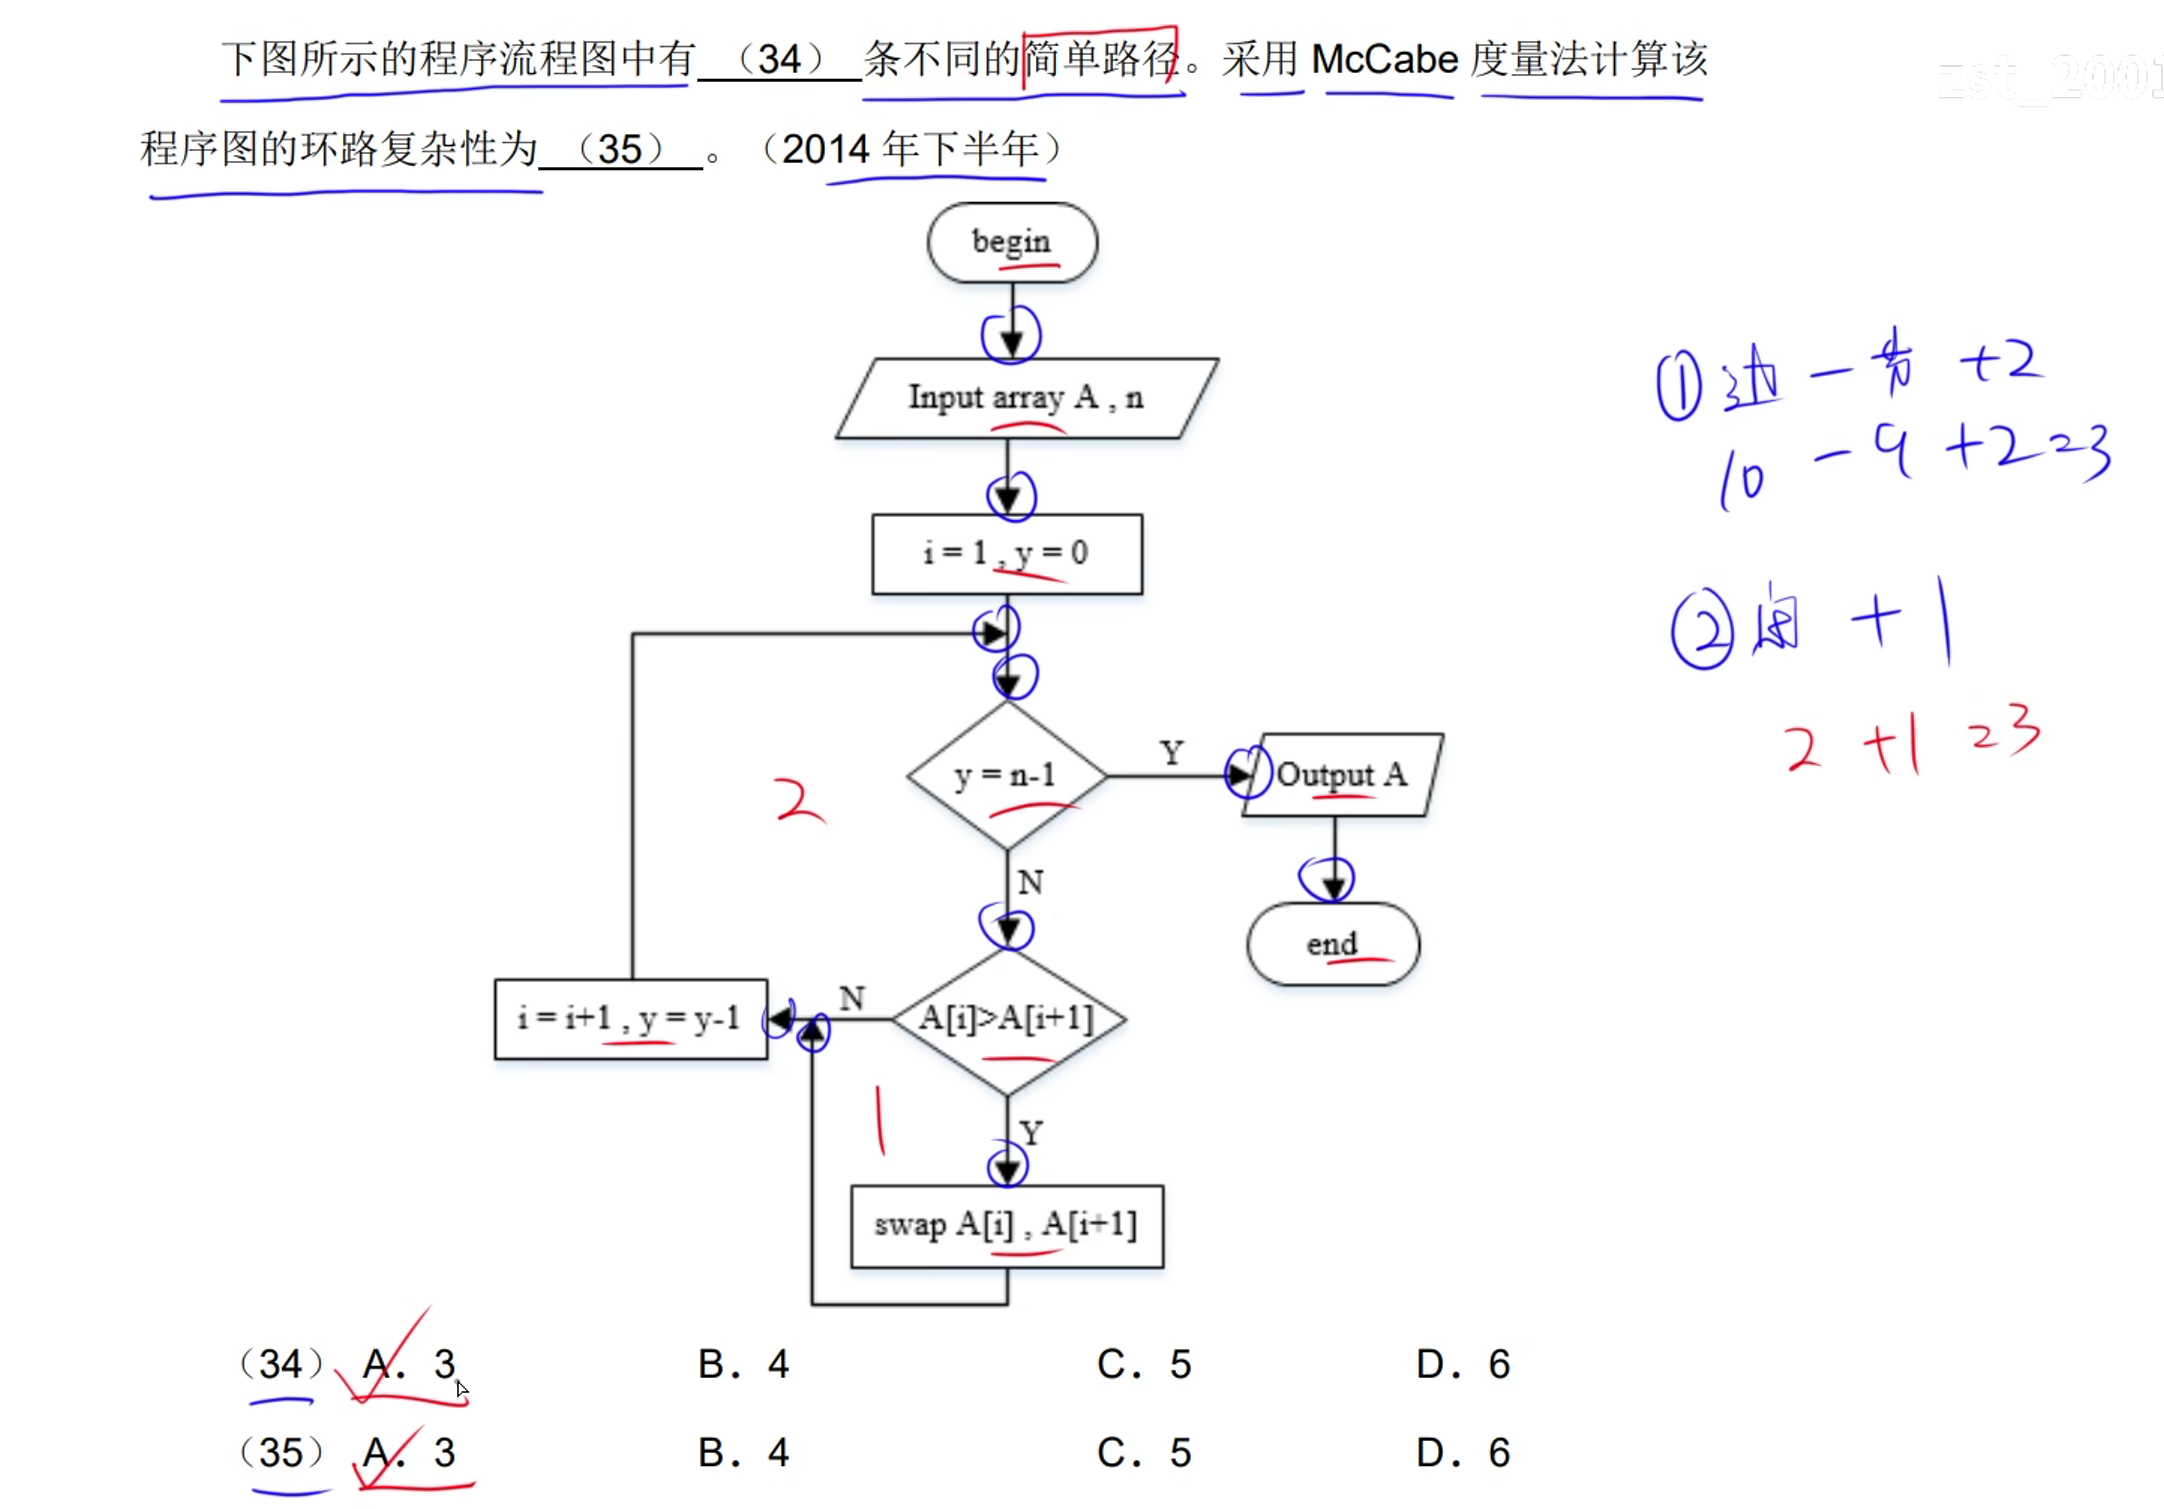 下图所示的程序流程图中有 （34） 条不同的简单路径。采用 McCabe 度量法计算该
程序图的环路复杂性为 （35） 。（2014 年下半年）
zst_2001
begin
Input array A , n
i = 1 , y = 0
y = n-1
Y
Output A
N
end
A[i]>A[i+1]
N
i = i+1 , y = y-1
Y
swap A[i] , A[i+1]
2
1
① 边 - 点 +2
10 - 9 +2=3
② 闭 + 1
2 +1 =3
（34） A. 3 B. 4 C. 5 D. 6
（35） A. 3 B. 4 C. 5 D. 6